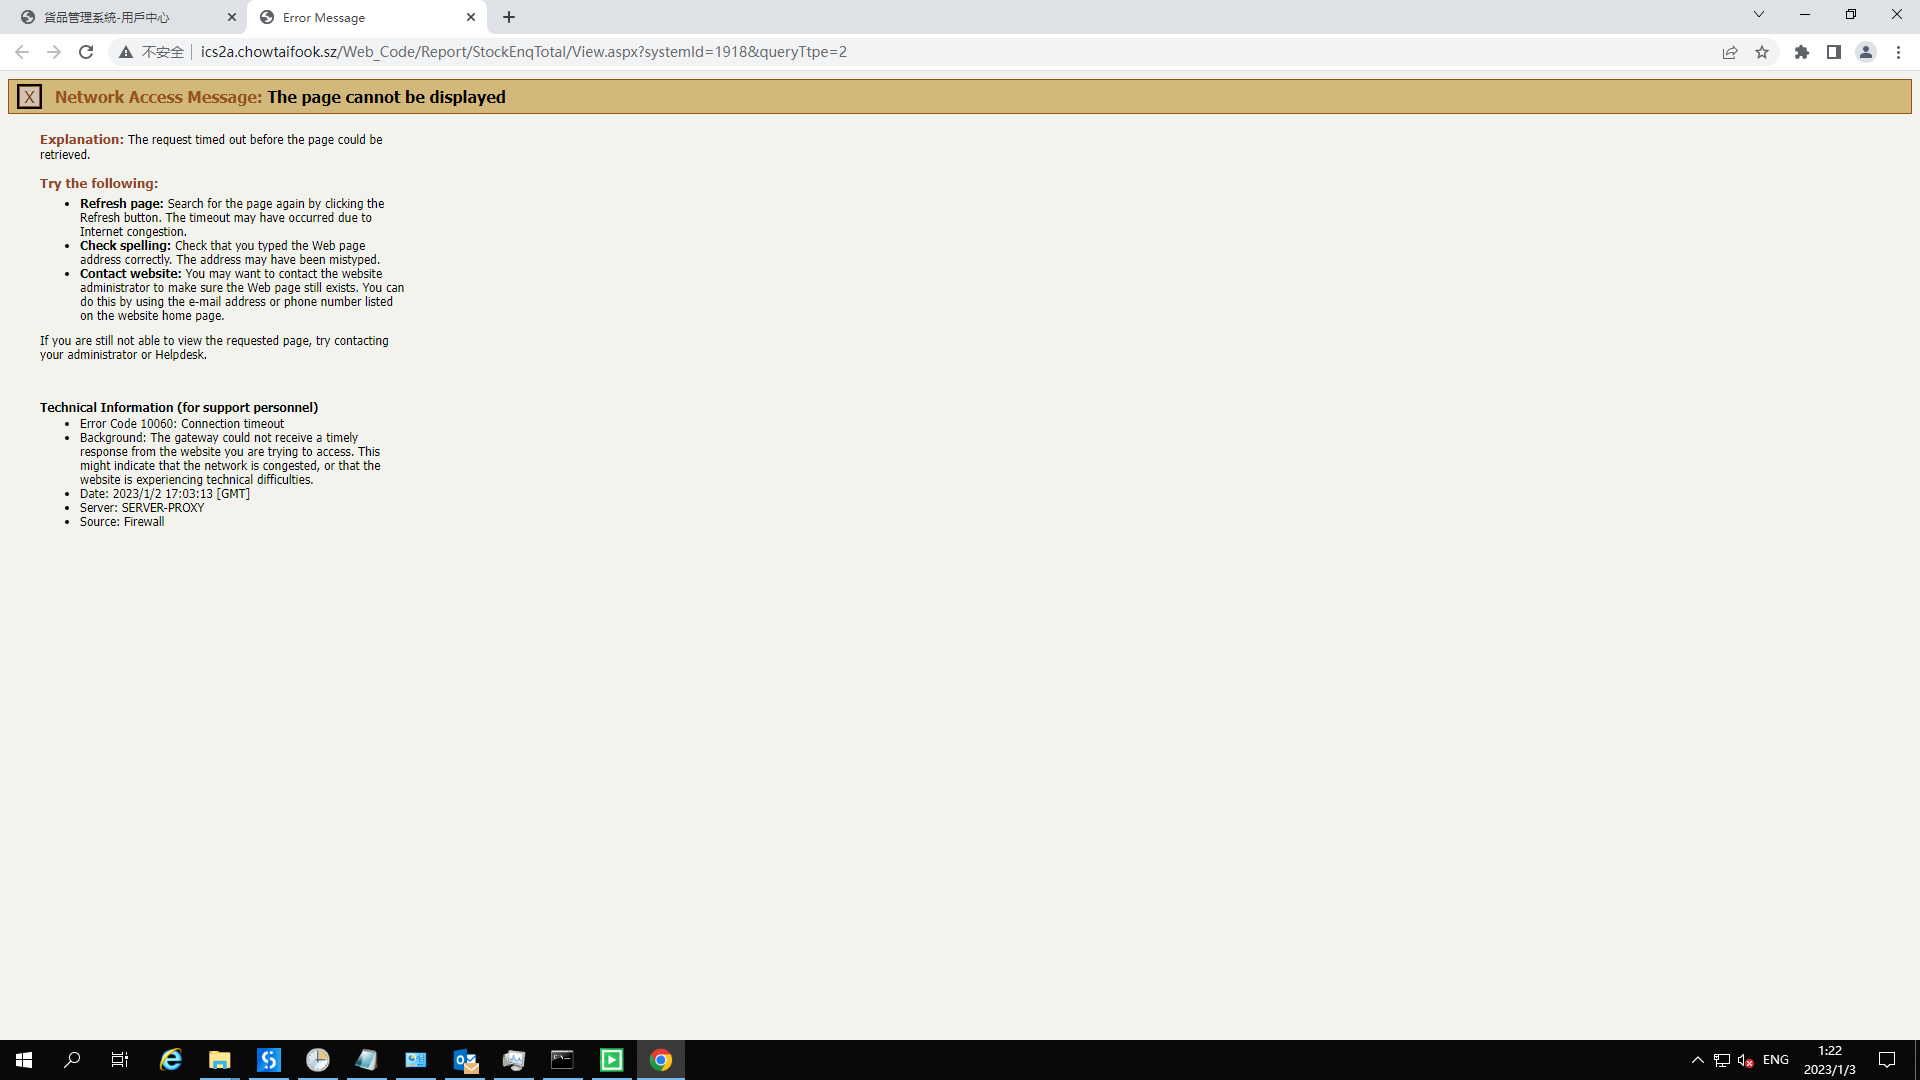 貨品管理系統-用戶中心
Error Message
不安全
ics2a.chowtaifook.sz/Web_Code/Report/StockEnqTotal/View.aspx?systemId=1918&queryTtpe=2
X
Network Access Message: The page cannot be displayed
Explanation: The request timed out before the page could be
retrieved.
Try the following:
• Refresh page: Search for the page again by clicking the
Refresh button. The timeout may have occurred due to
Internet congestion.
• Check spelling: Check that you typed the Web page
address correctly. The address may have been mistyped.
• Contact website: You may want to contact the website
administrator to make sure the Web page still exists. You can
do this by using the e-mail address or phone number listed
on the website home page.
If you are still not able to view the requested page, try contacting
your administrator or Helpdesk.
Technical Information (for support personnel)
• Error Code 10060: Connection timeout
• Background: The gateway could not receive a timely
response from the website you are trying to access. This
might indicate that the network is congested, or that the
website is experiencing technical difficulties.
• Date: 2023/1/2 17:03:13 [GMT]
• Server: SERVER-PROXY
• Source: Firewall
ENG
1:22
2023/1/3